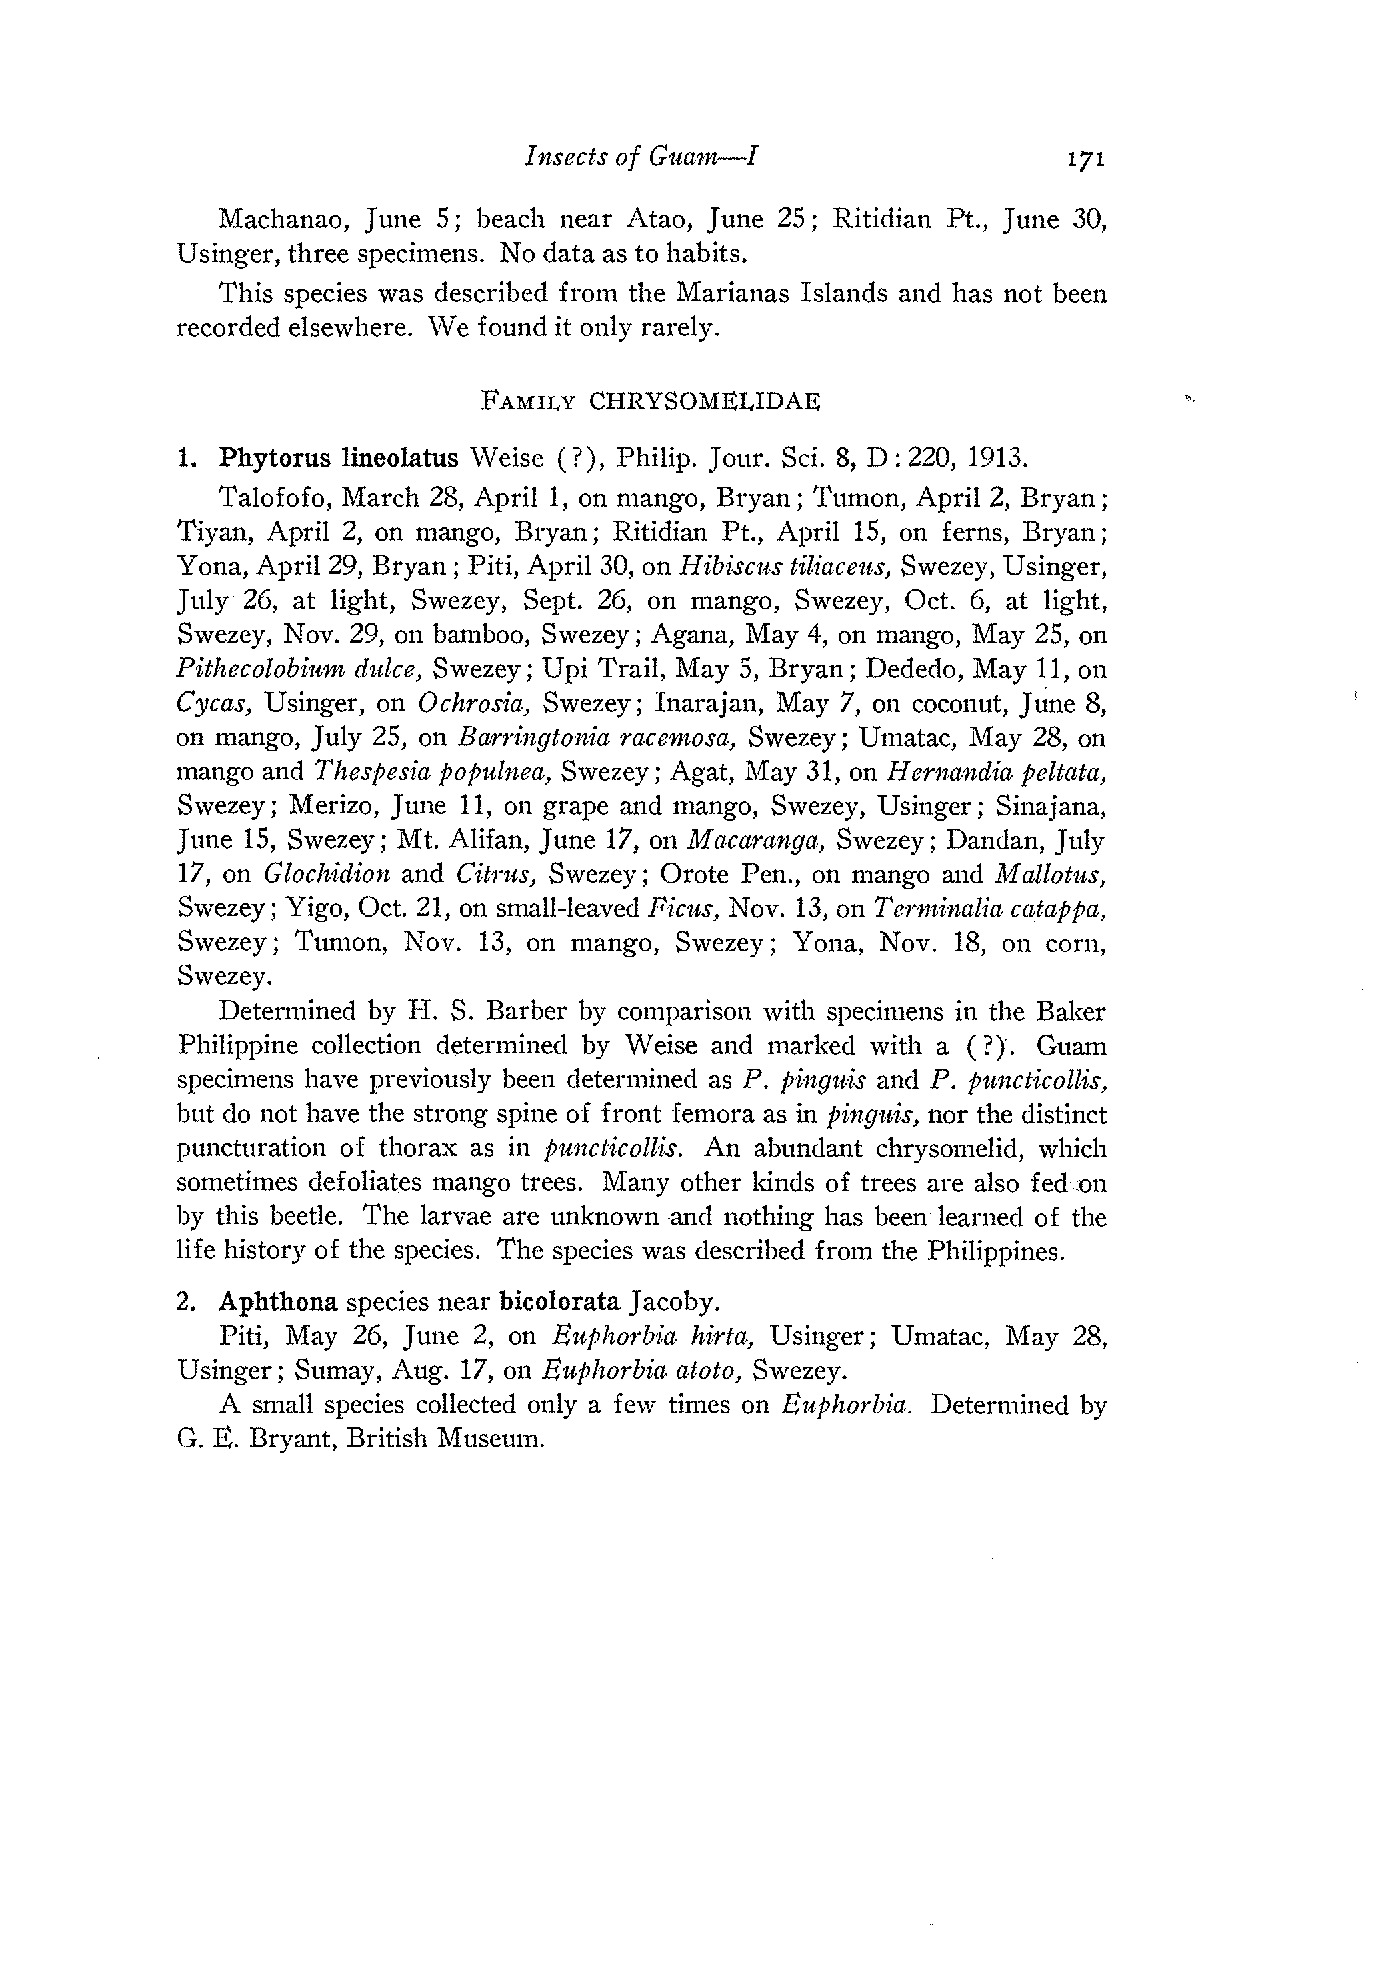 Insects of Guam—I 171
Machanao, June 5; beach near Atao, June 25; Ritidian Pt., June 30,
Usinger, three specimens. No data as to habits.
This species was described from the Marianas Islands and has not been
recorded elsewhere. We found it only rarely.
FAMILY CHRYSOMELIDAE
1. Phytorus lineolatus Weise (?), Philip. Jour. Sci. 8, D: 220, 1913.
Talofofo, March 28, April 1, on mango, Bryan; Tumon, April 2, Bryan;
Tiyan, April 2, on mango, Bryan; Ritidian Pt., April 15, on ferns, Bryan;
Yona, April 29, Bryan; Piti, April 30, on Hibiscus tiliaceus, Swezey, Usinger,
July 26, at light, Swezey, Sept. 26, on mango, Swezey, Oct. 6, at light,
Swezey, Nov. 29, on bamboo, Swezey; Agana, May 4, on mango, May 25, on
Pithecolobium dulce, Swezey; Upi Trail, May 5, Bryan; Dededo, May 11, on
Cycas, Usinger, on Ochrosia, Swezey; Inarajan, May 7, on coconut, June 8,
on mango, July 25, on Barringtonia racemosa, Swezey; Umatac, May 28, on
mango and Thespesia populnea, Swezey; Agat, May 31, on Hernandia peltata,
Swezey; Merizo, June 11, on grape and mango, Swezey, Usinger; Sinajana,
June 15, Swezey; Mt. Alifan, June 17, on Macaranga, Swezey; Dandan, July
17, on Glochidion and Citrus, Swezey; Orote Pen., on mango and Mallotus,
Swezey; Yigo, Oct. 21, on small-leaved Ficus, Nov. 13, on Terminalia catappa,
Swezey; Tumon, Nov. 13, on mango, Swezey; Yona, Nov. 18, on corn,
Swezey.
Determined by H. S. Barber by comparison with specimens in the Baker
Philippine collection determined by Weise and marked with a (?). Guam
specimens have previously been determined as P. pinguis and P. puncticollis,
but do not have the strong spine of front femora as in pinguis, nor the distinct
puncturation of thorax as in puncticollis. An abundant chrysomelid, which
sometimes defoliates mango trees. Many other kinds of trees are also fed on
by this beetle. The larvae are unknown and nothing has been learned of the
life history of the species. The species was described from the Philippines.
2. Aphthona species near bicolorata Jacoby.
Piti, May 26, June 2, on Euphorbia hirta, Usinger; Umatac, May 28,
Usinger; Sumay, Aug. 17, on Euphorbia atoto, Swezey.
A small species collected only a few times on Euphorbia. Determined by
G. E. Bryant, British Museum.